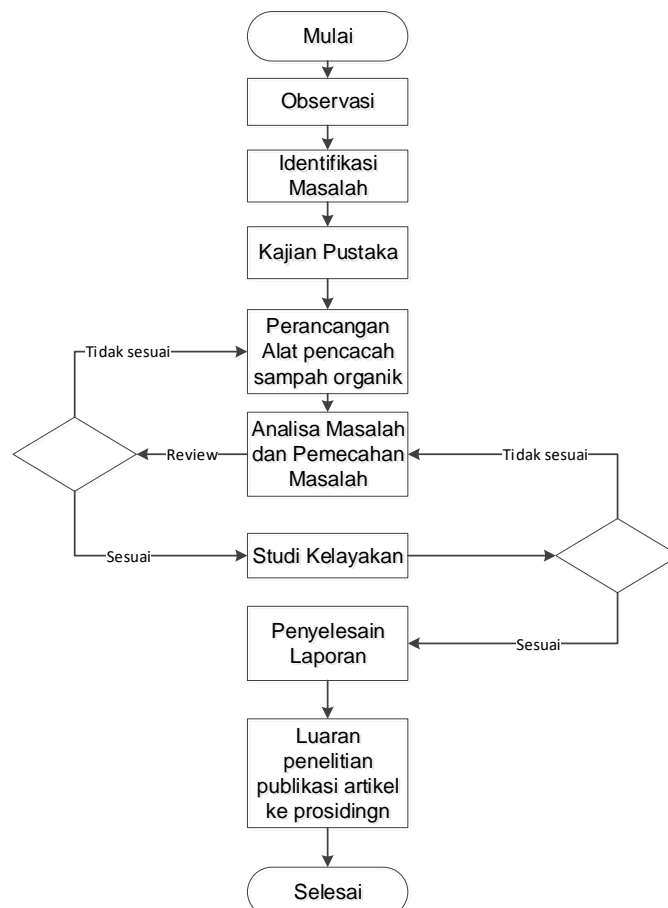 Mulai
Observasi
Identifikasi
Masalah
Kajian Pustaka
Perancangan
Alat pencacah
sampah organik
Tidak sesuai
Analisa Masalah
dan Pemecahan
Masalah
Review
Tidak sesuai
Sesuai
Studi Kelayakan
Penyelesain
Laporan
Sesuai
Luaran
penelitian
publikasi artikel
ke prosidingn
Selesai